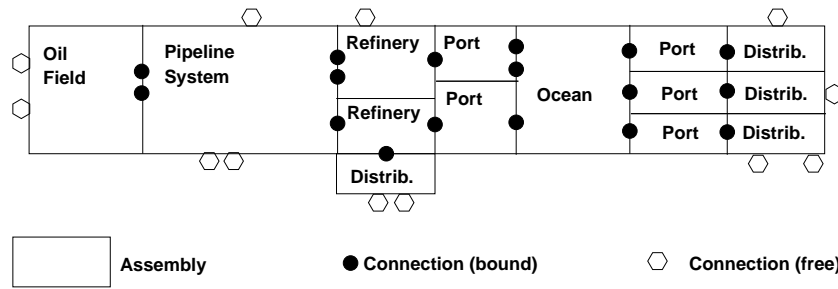 Oil
Field
Pipeline
System
Refinery
Refinery
Distrib.
Port
Port
Ocean
Port
Port
Port
Distrib.
Distrib.
Distrib.
Assembly
Connection (bound)
Connection (free)